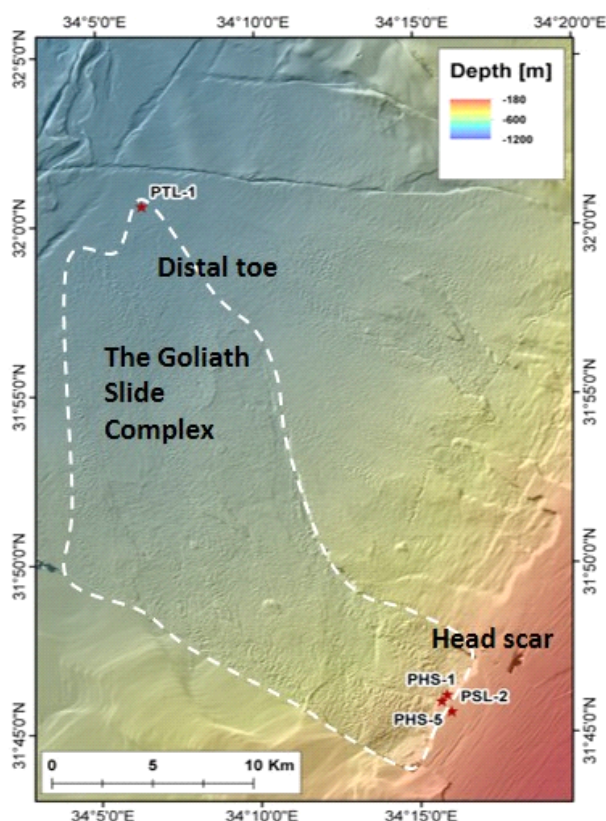 34°5'0"E 34°10'0"E 34°15'0"E 34°20'0"E
32°5'0"N
Depth [m]
-180
-600
-1200
PTL-1
32°0'0"N
32°0'0"N
Distal toe
The Goliath
Slide
Complex
31°55'0"N
31°55'0"N
31°50'0"N
31°50'0"N
Head scar
PHS-1
PSL-2
PHS-5
31°45'0"N
31°45'0"N
0 5 10 Km
34°5'0"E 34°10'0"E 34°15'0"E